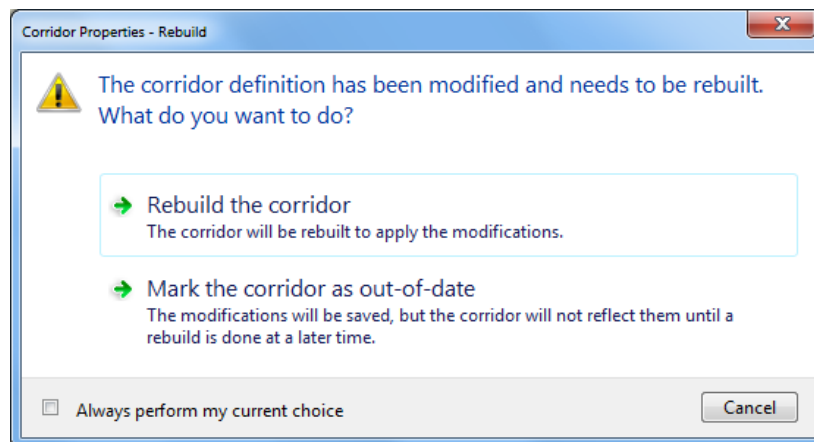 Corridor Properties - Rebuild
The corridor definition has been modified and needs to be rebuilt.
What do you want to do?
Rebuild the corridor
The corridor will be rebuilt to apply the modifications.
Mark the corridor as out-of-date
The modifications will be saved, but the corridor will not reflect them until a
rebuild is done at a later time.
Always perform my current choice
Cancel